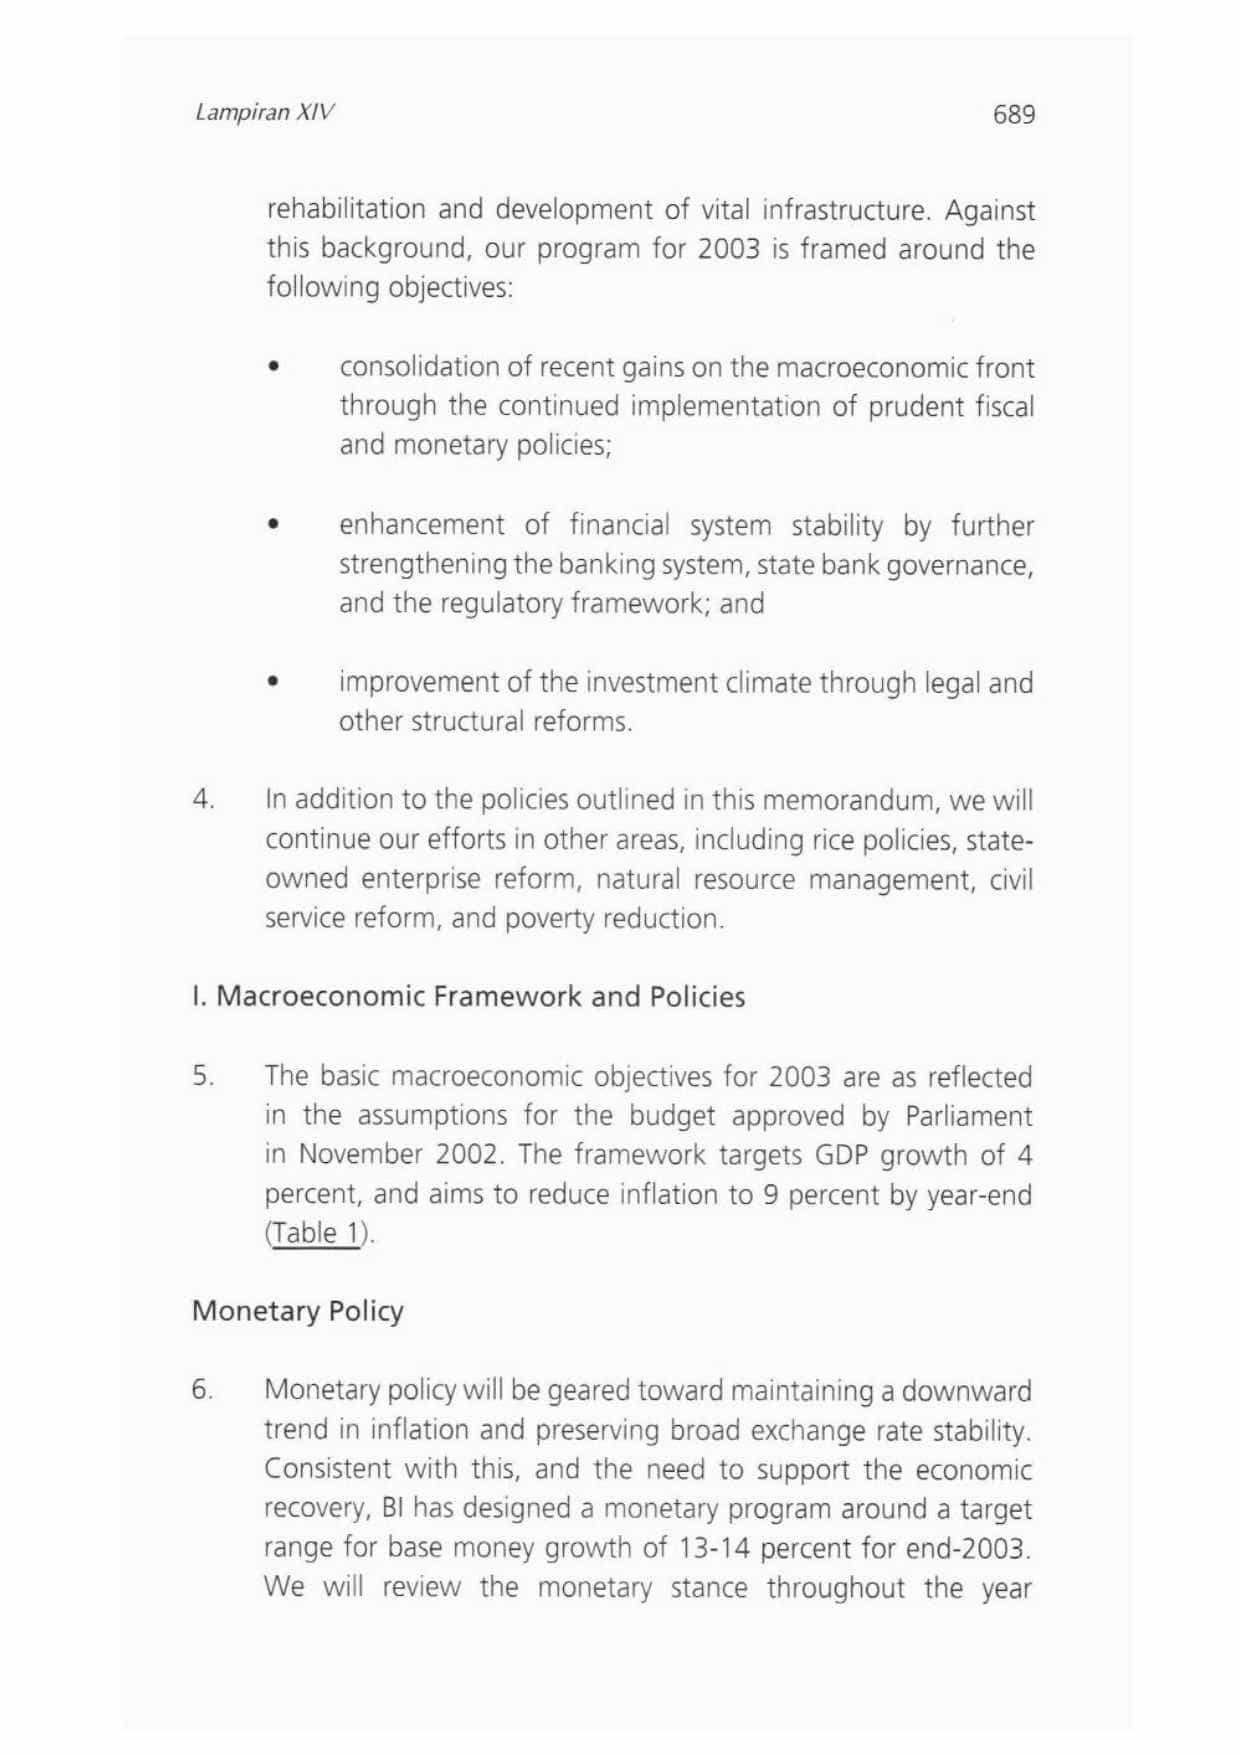 Lampiran XIV
689
rehabilitation and development of vital infrastructure. Against
this background, our program for 2003 is framed around the
following objectives:
• consolidation of recent gains on the macroeconomic front
through the continued implementation of prudent fiscal
and monetary policies;
• enhancement of financial system stability by further
strengthening the banking system, state bank governance,
and the regulatory framework; and
• improvement of the investment climate through legal and
other structural reforms.
4. In addition to the policies outlined in this memorandum, we will
continue our efforts in other areas, including rice policies, state-
owned enterprise reform, natural resource management, civil
service reform, and poverty reduction.
I. Macroeconomic Framework and Policies
5. The basic macroeconomic objectives for 2003 are as reflected
in the assumptions for the budget approved by Parliament
in November 2002. The framework targets GDP growth of 4
percent, and aims to reduce inflation to 9 percent by year-end
(Table 1).
Monetary Policy
6. Monetary policy will be geared toward maintaining a downward
trend in inflation and preserving broad exchange rate stability.
Consistent with this, and the need to support the economic
recovery, BI has designed a monetary program around a target
range for base money growth of 13-14 percent for end-2003.
We will review the monetary stance throughout the year